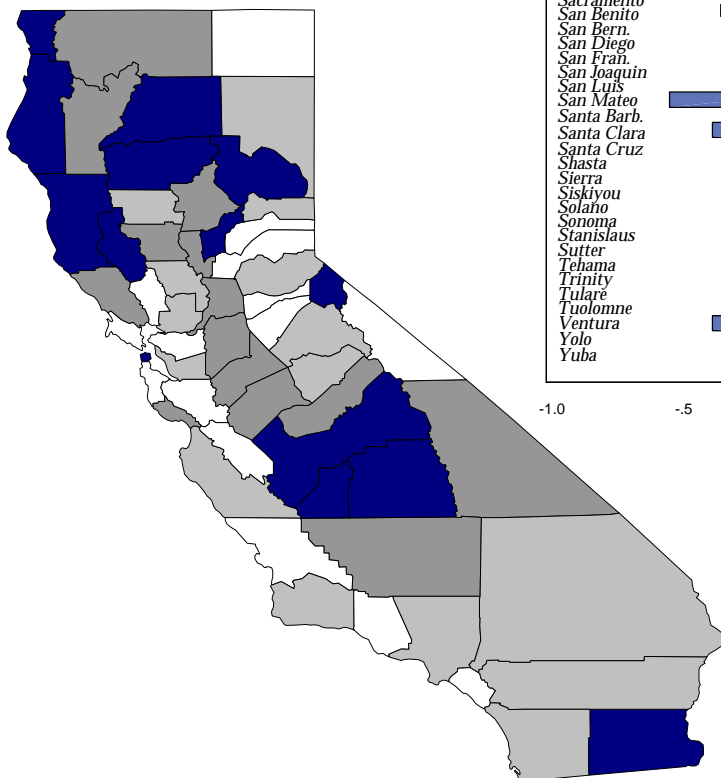 Sacramento
San Benito
San Bern.
San Diego
San Fran.
San Joaquin
San Luis
San Mateo
Santa Barb.
Santa Clara
Santa Cruz
Shasta
Sierra
Siskiyou
Solano
Sonoma
Stanislaus
Sutter
Tehama
Trinity
Tulare
Tuolomne
Ventura
Yolo
Yuba
-1.0 -.5